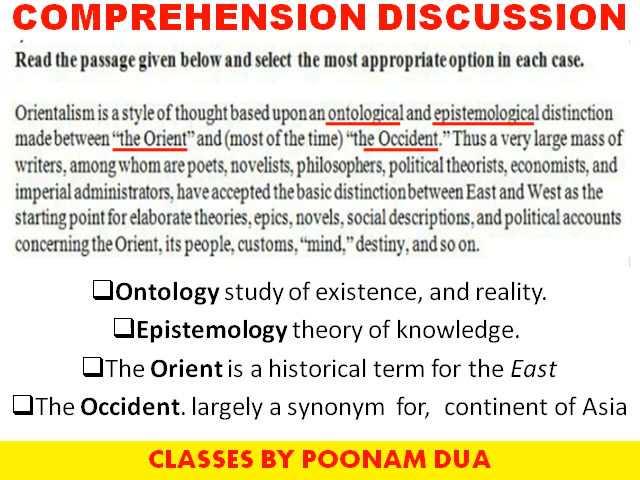 COMPREHENSION DISCUSSION
Read the passage given below and select the most appropriate option in each case.
Orientalism is a style of thought based upon an ontological and epistemological distinction
made between "the Orient" and (most of the time) "the Occident." Thus a very large mass of
writers, among whom are poets, novelists, philosophers, political theorists, economists, and
imperial administrators, have accepted the basic distinction between East and West as the
starting point for elaborate theories, epics, novels, social descriptions, and political accounts
concerning the Orient, its people, customs, "mind," destiny, and so on.
❑Ontology study of existence, and reality.
❑Epistemology theory of knowledge.
❑The Orient is a historical term for the East
❑The Occident. largely a synonym for, continent of Asia
CLASSES BY POONAM DUA